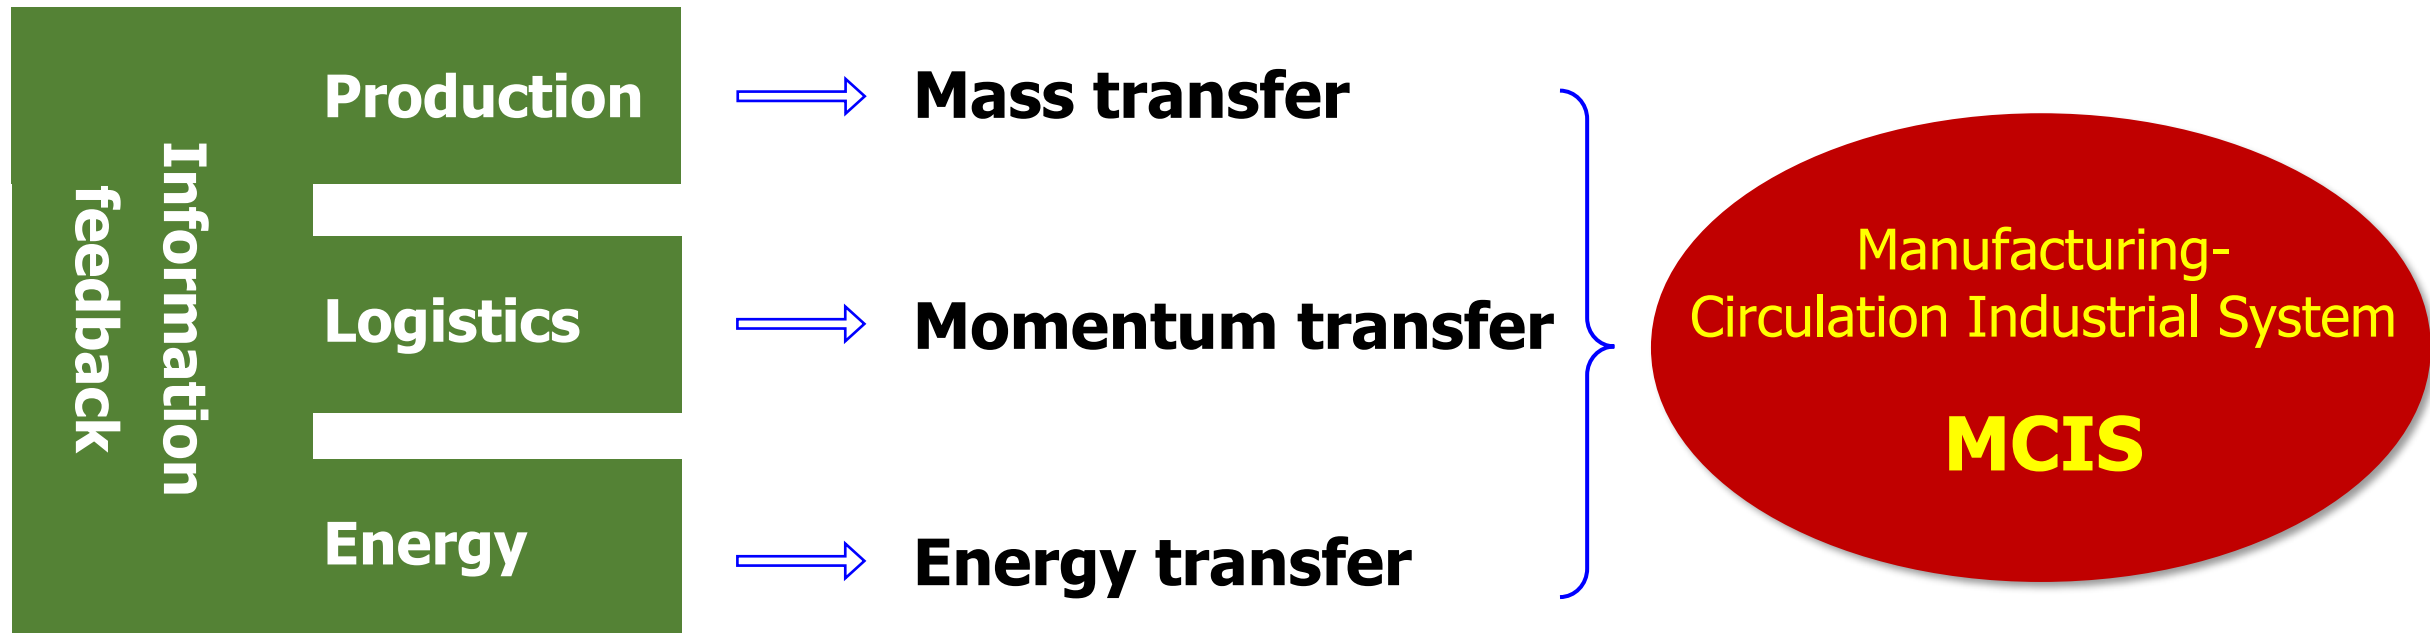 Information
feedback
Production
Logistics
Energy
Mass transfer
Momentum transfer
Energy transfer
Manufacturing-
Circulation Industrial System
MCIS